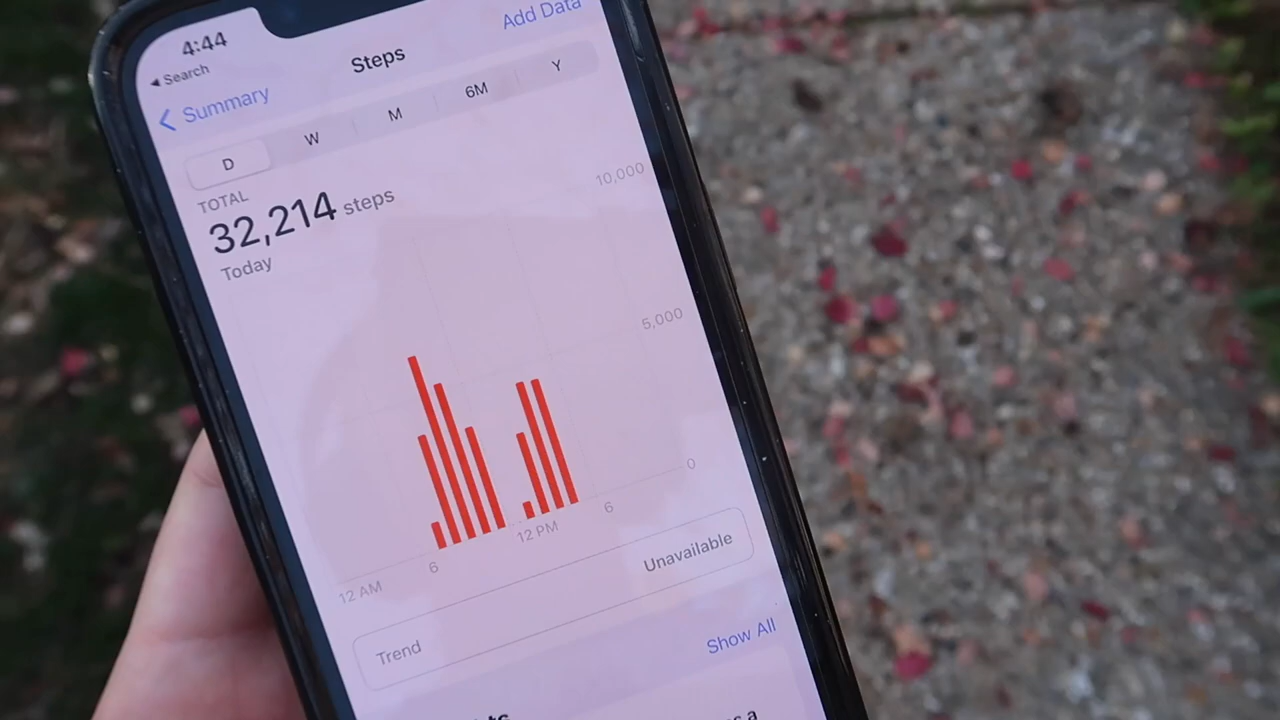 4:44
Search
Add Data
Steps
Summary
D W M 6M Y
TOTAL
32,214 steps
Today
10,000
5,000
0
12 AM 6 12 PM 6
Trend Unavailable
Show All